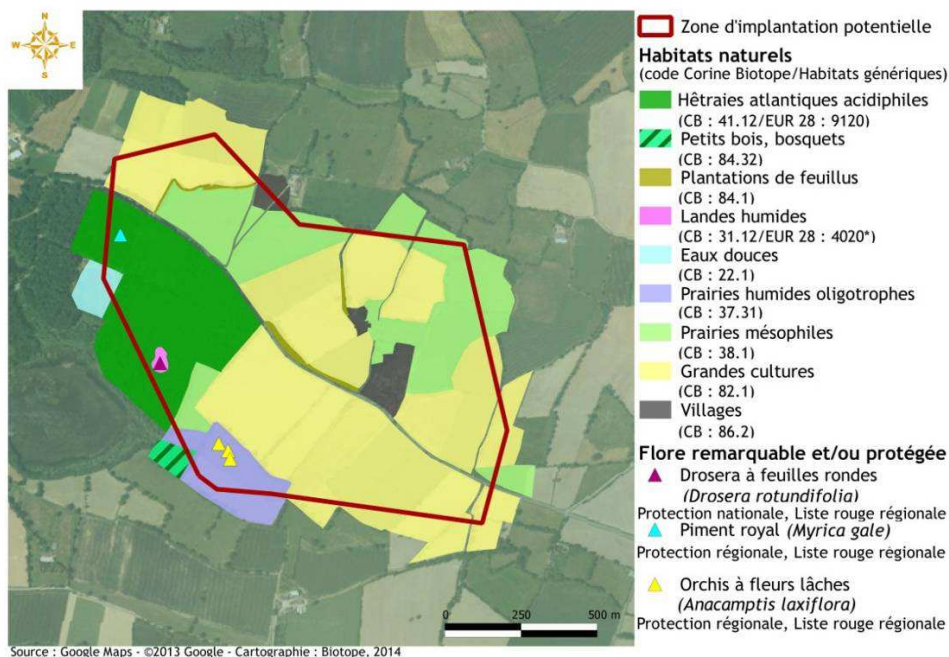 N
W E
S
Zone d'implantation potentielle
Habitats naturels
(code Corine Biotope/Habitats génériques)
Hêtraies atlantiques acidiphiles
(CB : 41.12/EUR 28 : 9120)
Petits bois, bosquets
(CB : 84.32)
Plantations de feuillus
(CB : 84.1)
Landes humides
(CB : 31.12/EUR 28 : 4020*)
Eaux douces
(CB : 22.1)
Prairies humides oligotrophes
(CB : 37.31)
Prairies mésophiles
(CB : 38.1)
Grandes cultures
(CB : 82.1)
Villages
(CB : 86.2)
Flore remarquable et/ou protégée
Drosera à feuilles rondes
(Drosera rotundifolia)
Protection nationale, Liste rouge régionale
Piment royal (Myrica gale)
Protection régionale, Liste rouge régionale
Orchis à fleurs lâches
(Anacamptis laxiflora)
Protection régionale, Liste rouge régionale
0 250 500 m
Source : Google Maps - ©2013 Google - Cartographie : Biotope, 2014